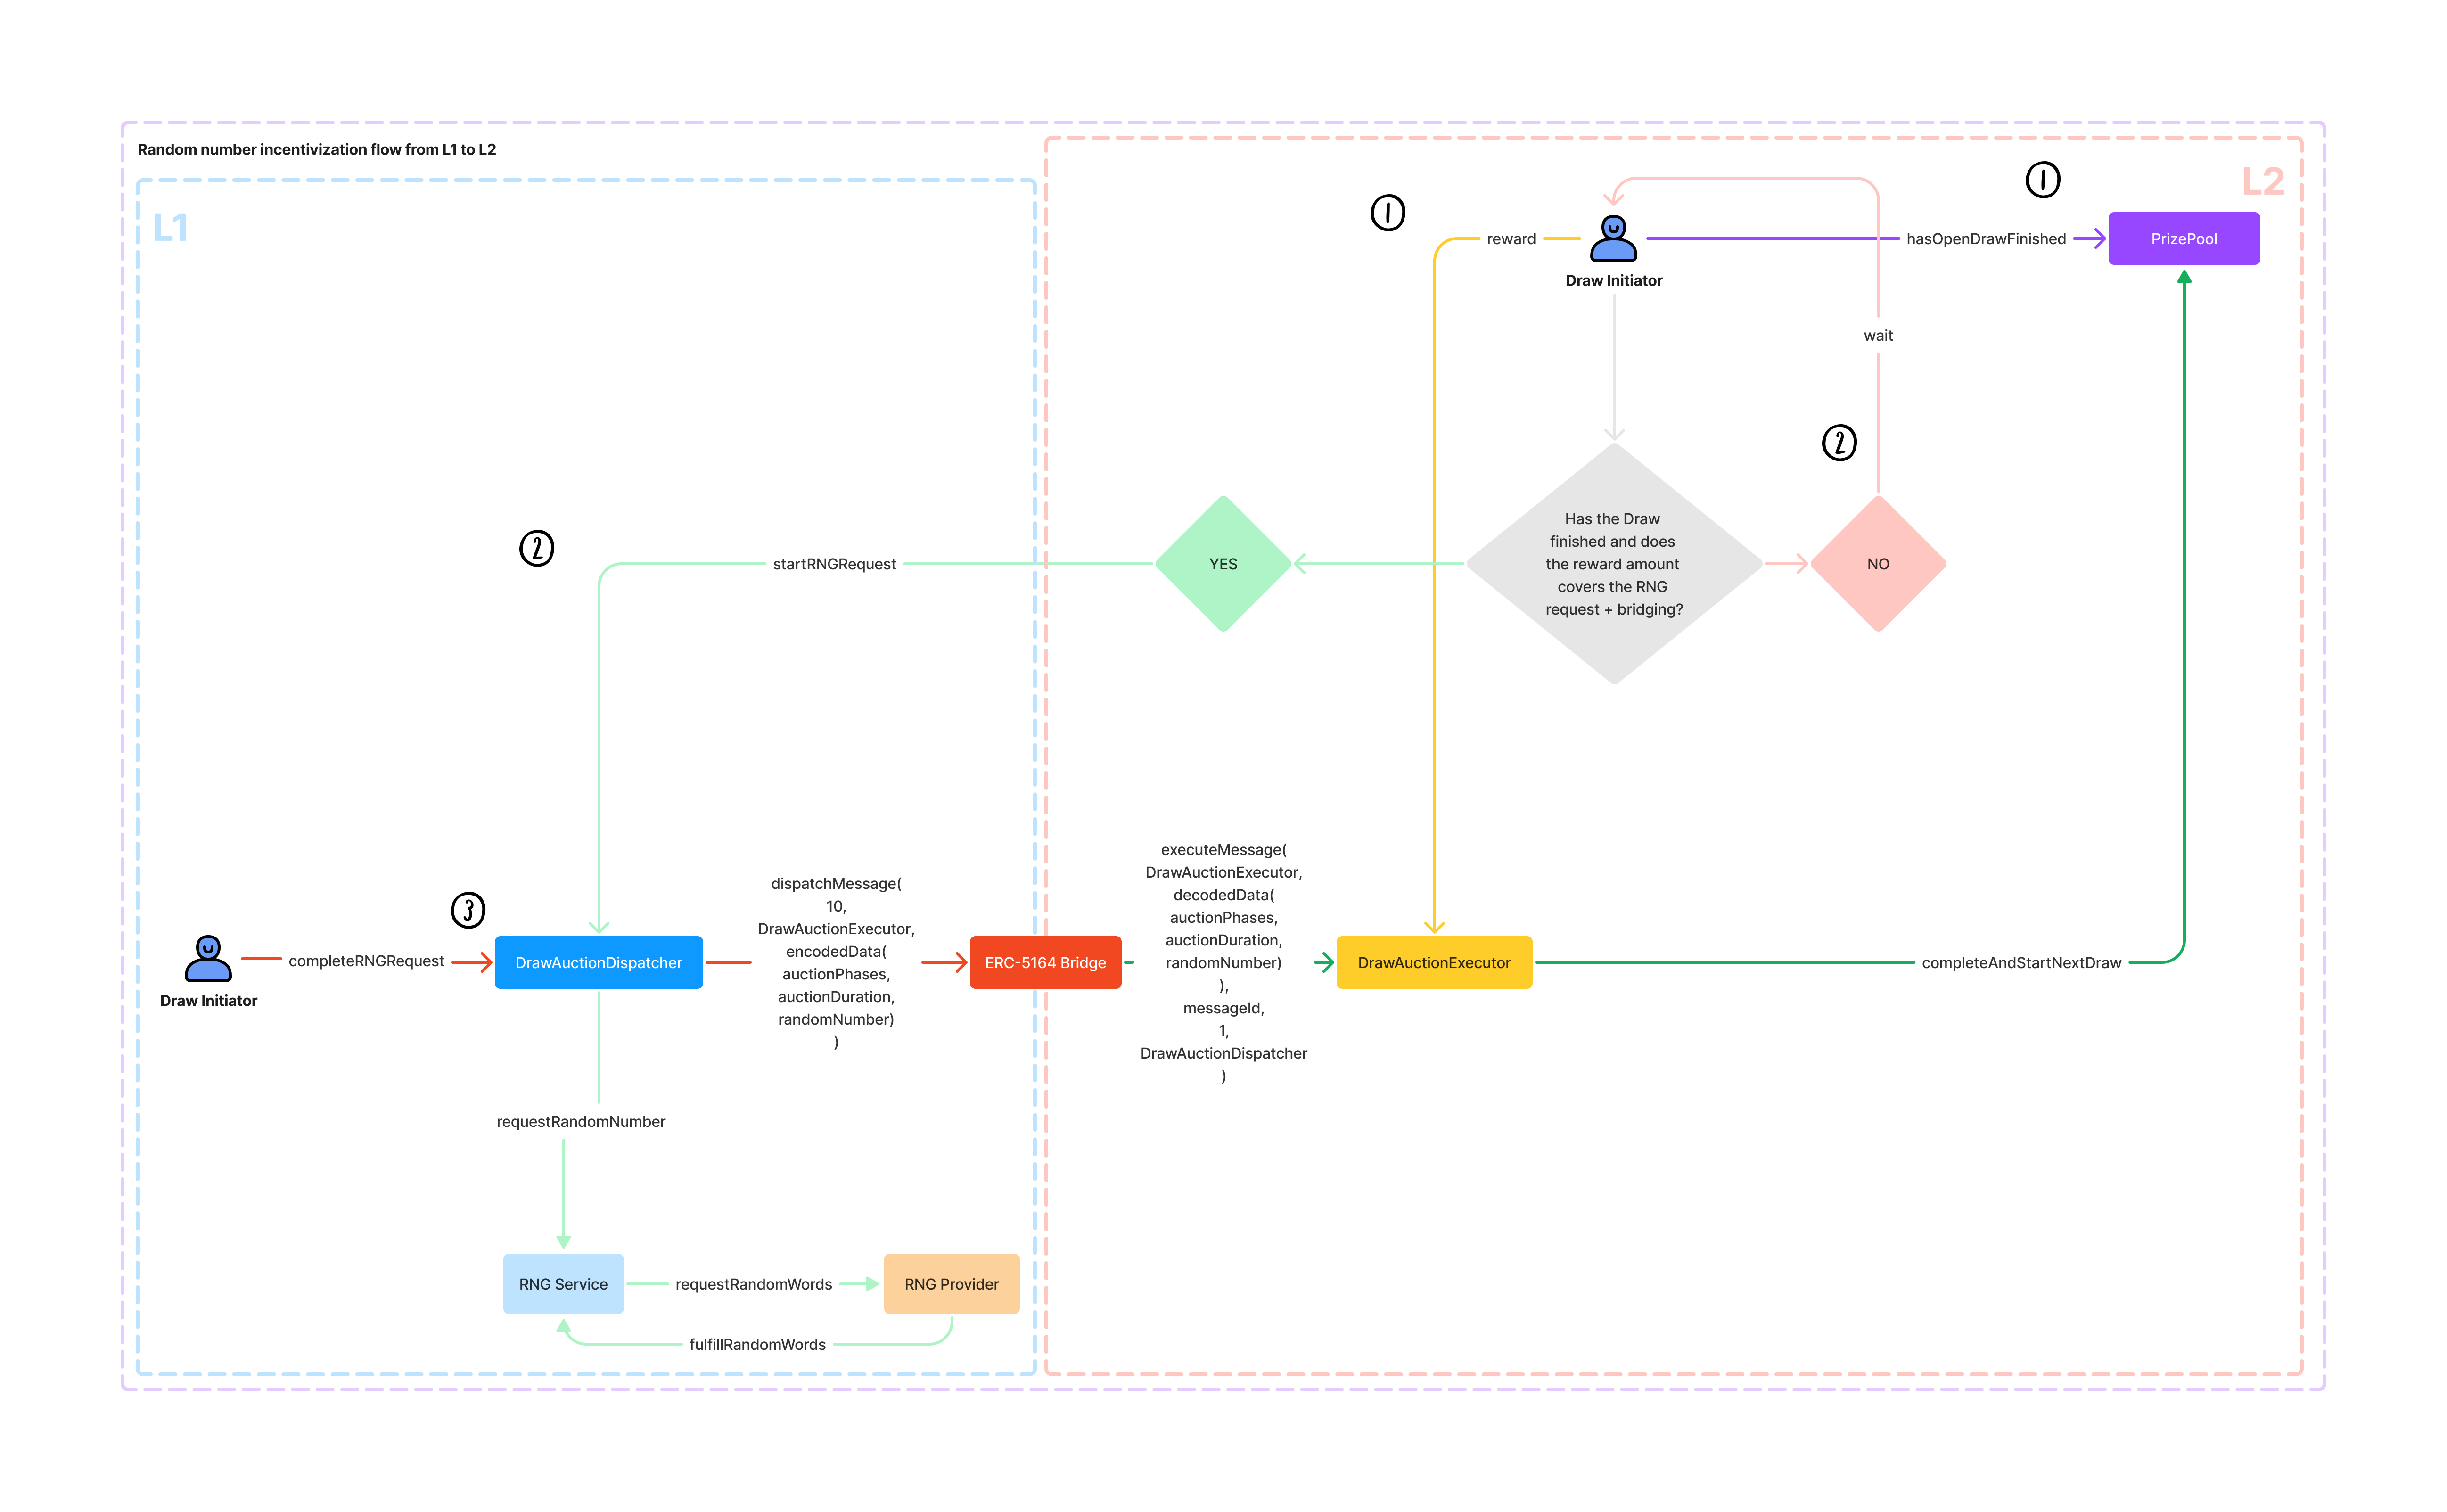 Random number incentivization flow from L1 to L2
L1
L2
1
1
reward
hasOpenDrawFinished
PrizePool
Draw Initiator
wait
2
2
Has the Draw
finished and does
the reward amount
covers the RNG
request + bridging?
startRNGRequest
YES
NO
3
Draw Initiator
completeRNGRequest
DrawAuctionDispatcher
dispatchMessage(
10,
DrawAuctionExecutor,
encodedData(
auctionPhases,
auctionDuration,
randomNumber)
)
ERC-5164 Bridge
executeMessage(
DrawAuctionExecutor,
decodedData(
auctionPhases,
auctionDuration,
randomNumber)
),
messageId,
1,
DrawAuctionDispatcher
)
DrawAuctionExecutor
completeAndStartNextDraw
requestRandomNumber
RNG Service
requestRandomWords
RNG Provider
fulfillRandomWords